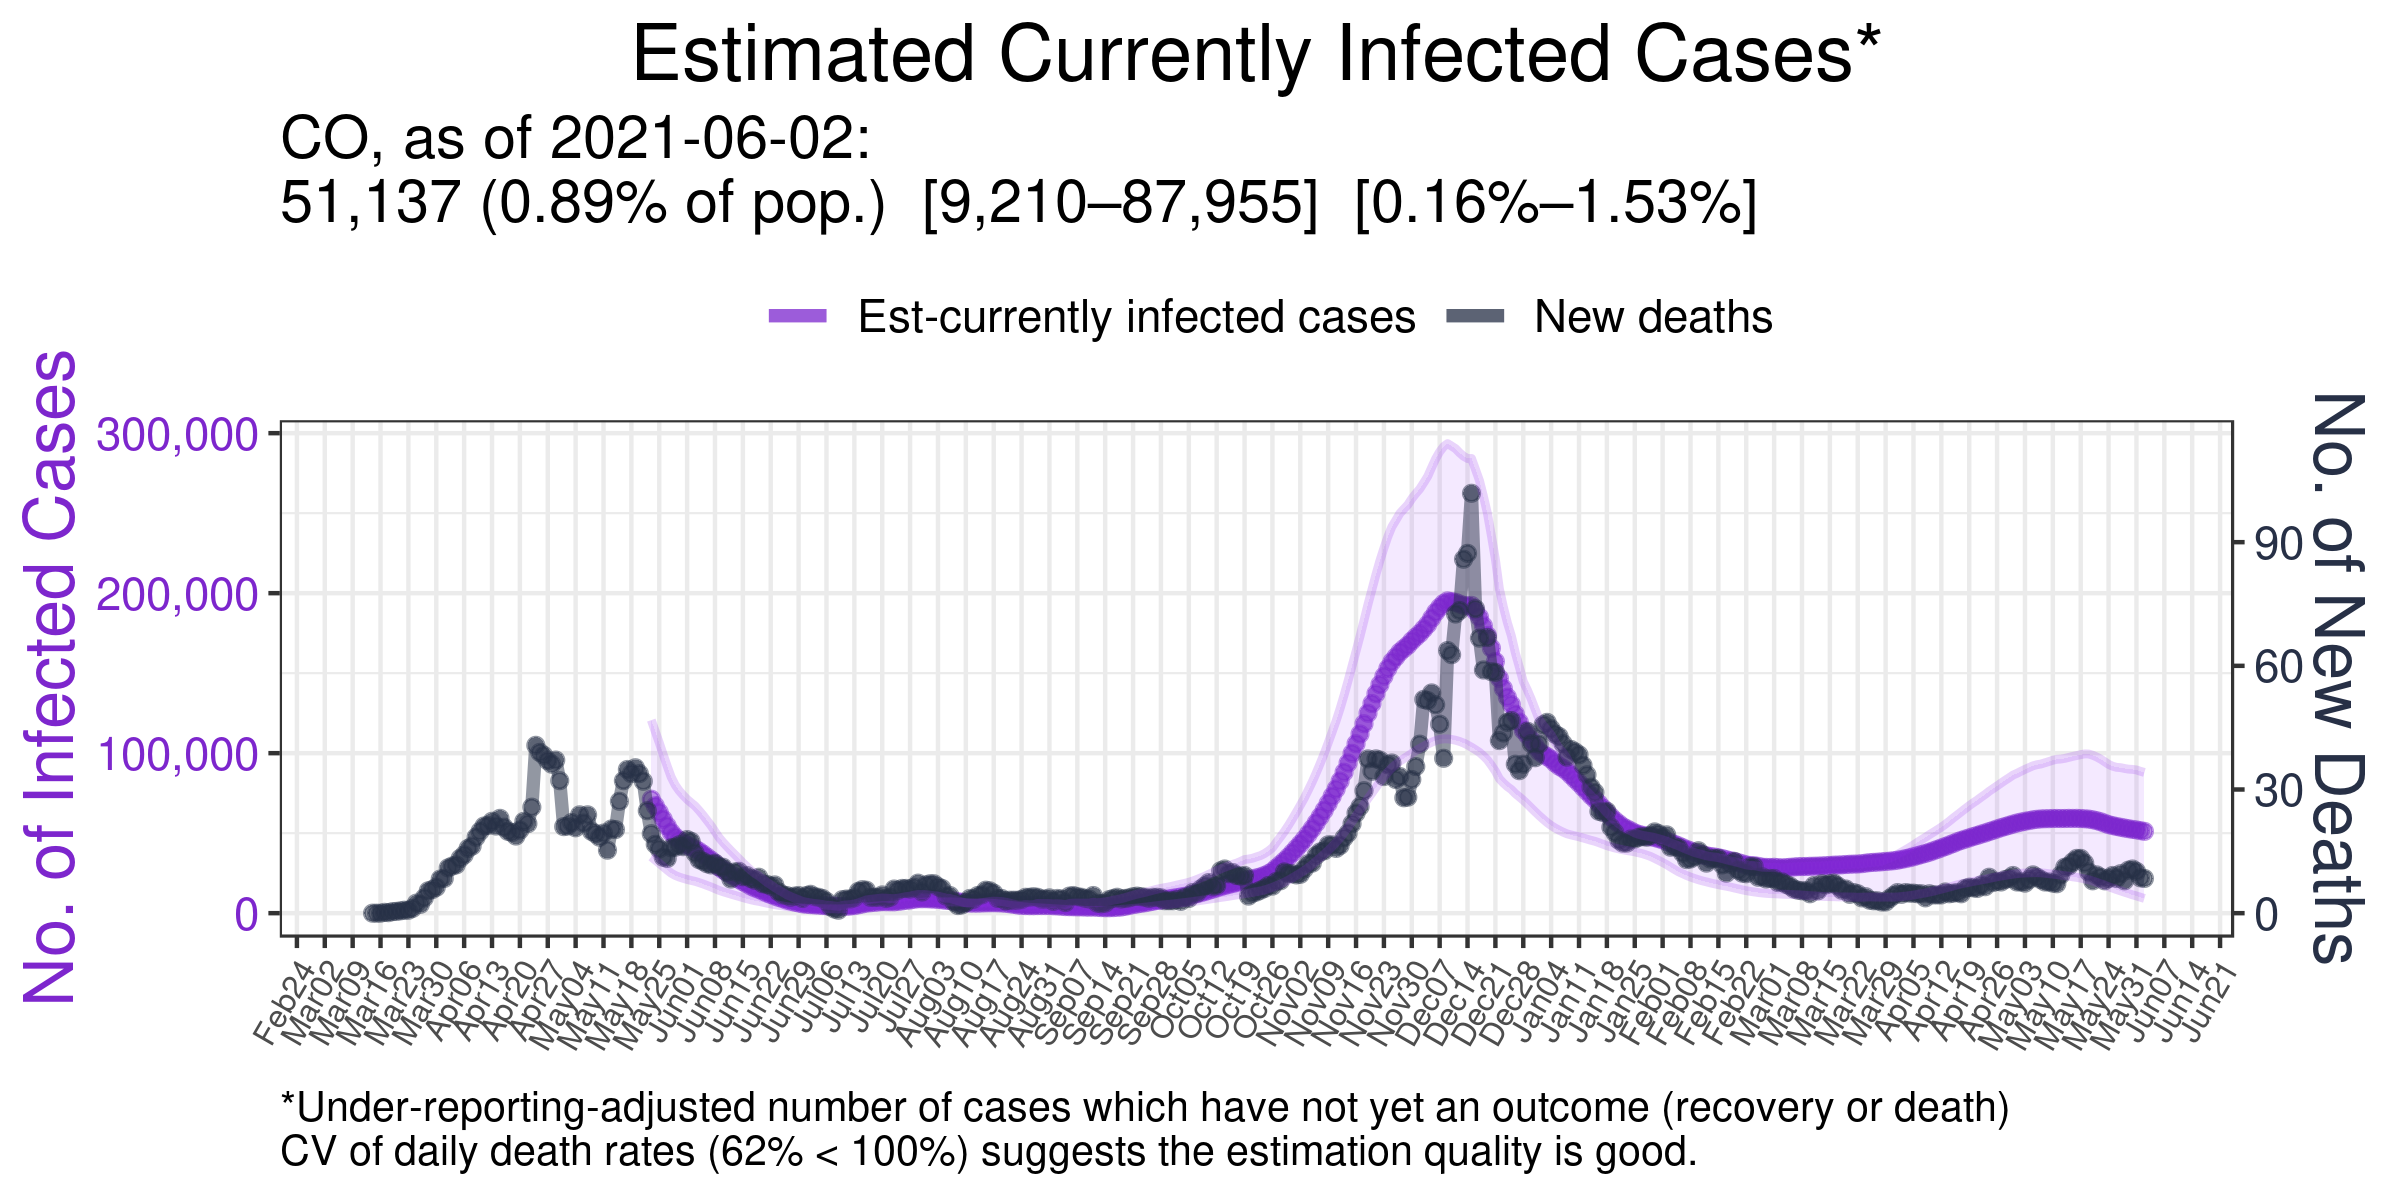 Estimated Currently Infected Cases*
CO, as of 2021-06-02:
51,137 (0.89% of pop.) [9,210–87,955] [0.16%–1.53%]
Est-currently infected cases New deaths
No. of Infected Cases
300,000
200,000
100,000
0
90
60
30
0
No. of New Deaths
Feb24 Mar02 Mar09 Mar16 Mar23 Mar30 Apr06 Apr13 Apr20 Apr27 May04 May11 May18 May25 Jun01 Jun08 Jun15 Jun22 Jun29 Jul06 Jul13 Jul20 Jul27 Aug03 Aug10 Aug17 Aug24 Aug31 Sep07 Sep14 Sep21 Sep28 Oct05 Oct12 Oct19 Oct26 Nov02 Nov09 Nov16 Nov23 Nov30 Dec07 Dec14 Dec21 Dec28 Jan04 Jan11 Jan18 Jan25 Feb01 Feb08 Feb15 Feb22 Mar01 Mar08 Mar15 Mar22 Mar29 Apr05 Apr12 Apr19 Apr26 May03 May10 May17 May24 May31 Jun07 Jun14 Jun21
*Under-reporting-adjusted number of cases which have not yet an outcome (recovery or death)
CV of daily death rates (62% < 100%) suggests the estimation quality is good.